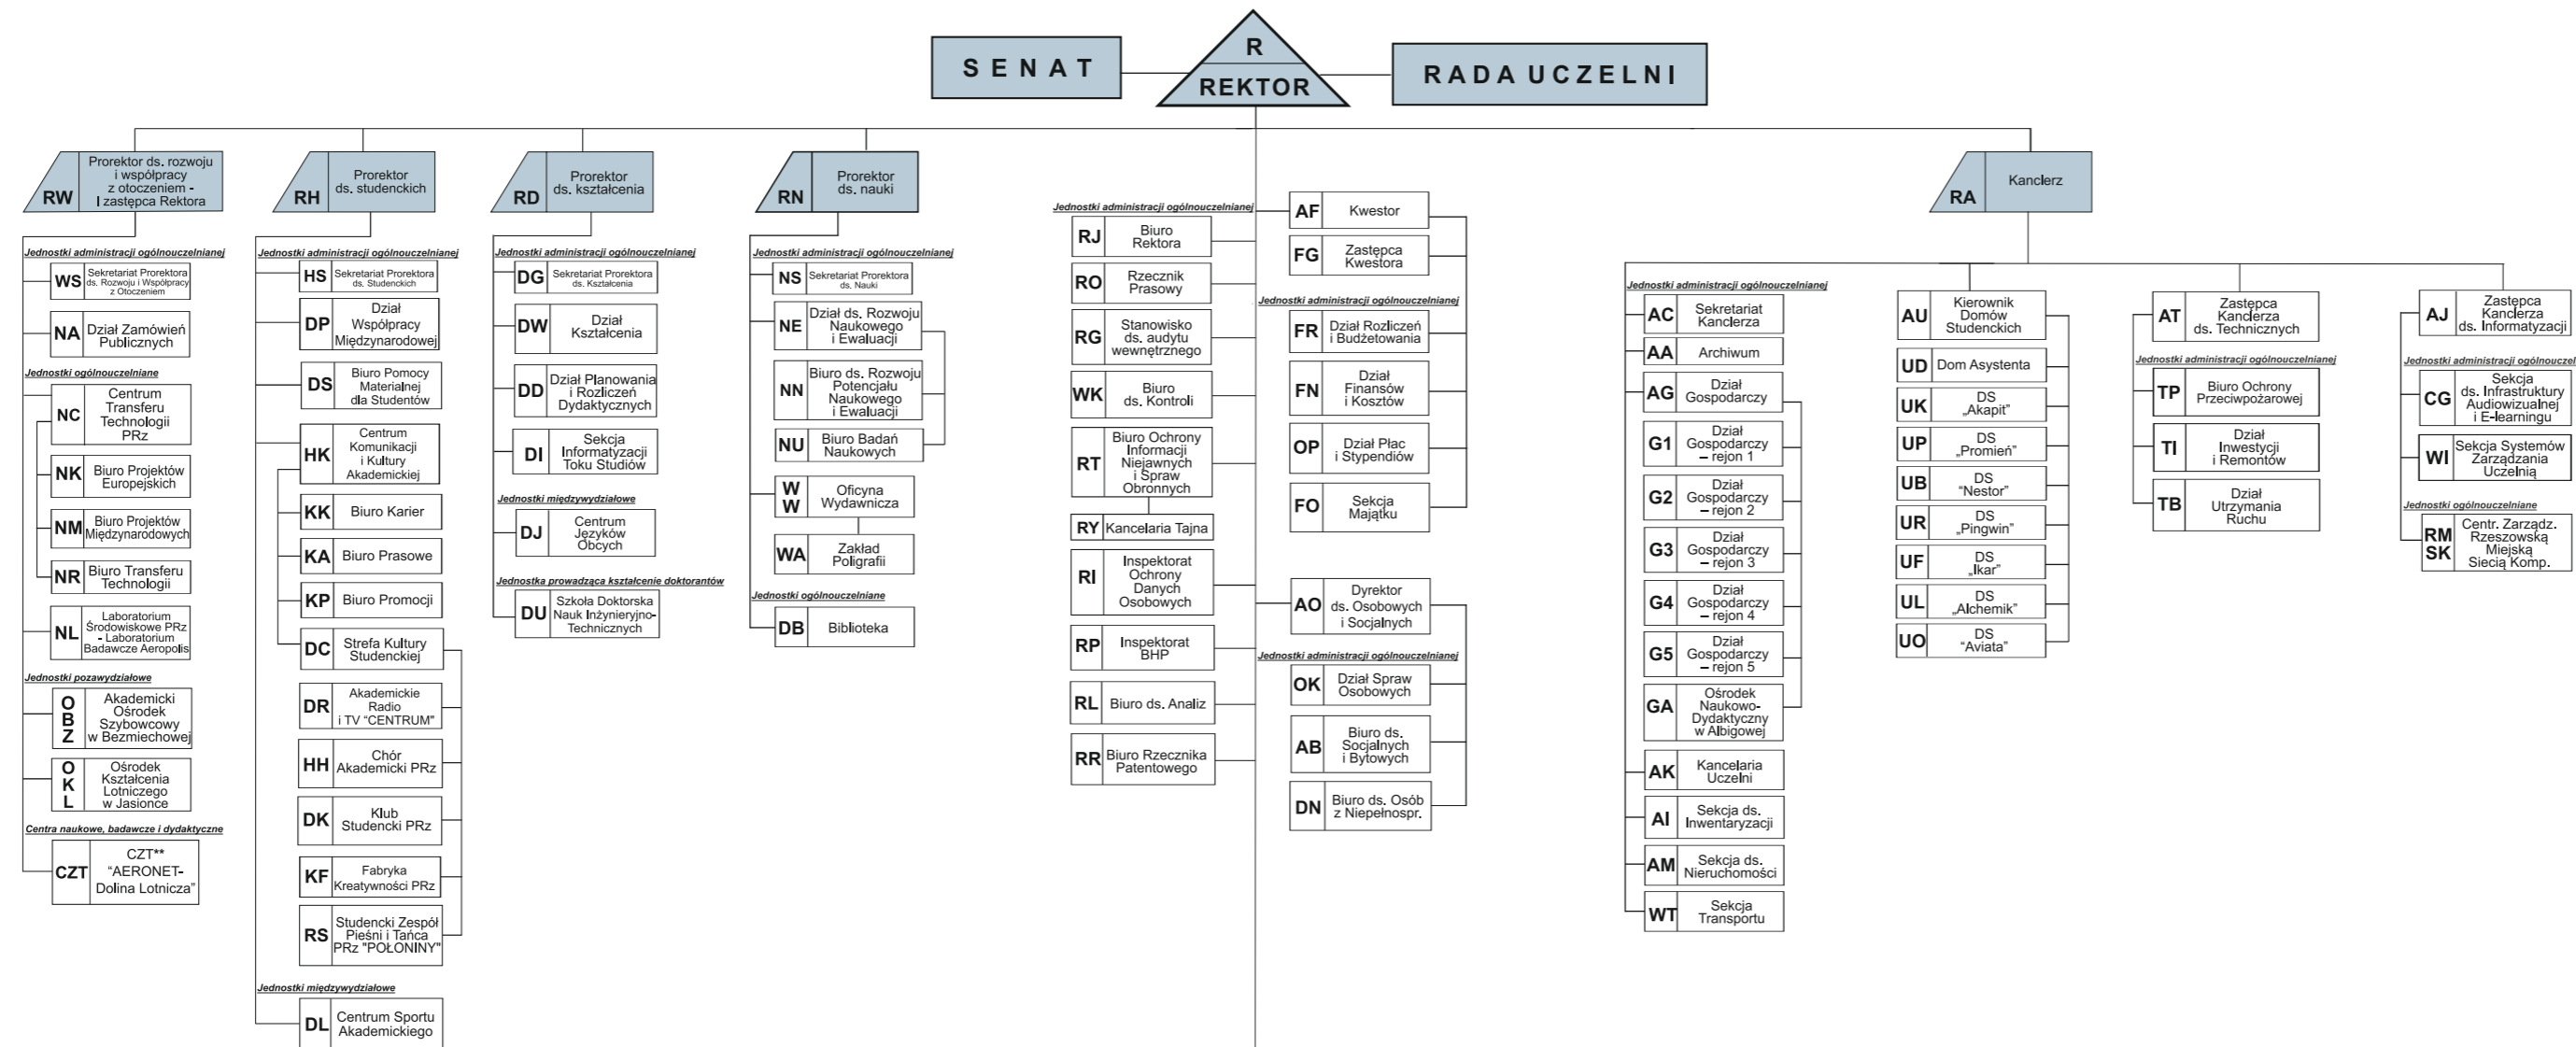 SENAT
R
REKTOR
RADA UCZELNI
RW
Prorektor ds. rozwoju
i współpracy
z otoczeniem -
I zastępca Rektora
Jednostki administracji ogólnouczelnianej
WS
Sekretariat Prorektora
ds. Rozwoju i Współpracy
z Otoczeniem
NA
Dział Zamówień
Publicznych
Jednostki ogólnouczelniane
NC
Centrum
Transferu
Technologii
PRz
NK
Biuro Projektów
Europejskich
NM
Biuro Projektów
Międzynarodowych
NR
Biuro Transferu
Technologii
NL
Laboratorium
Środowiskowe PRz
- Laboratorium
Badawcze Aeropolis
Jednostki pozawydziałowe
O
B
Z
Akademicki
Ośrodek
Szybowcowy
w Bezmiechowej
O
K
L
Ośrodek
Kształcenia
Lotniczego
w Jasionce
Centra naukowe, badawcze i dydaktyczne
CZT
CZT**
"AERONET-
Dolina Lotnicza"
RH
Prorektor
ds. studenckich
Jednostki administracji ogólnouczelnianej
HS
Sekretariat Prorektora
ds. Studenckich
DP
Dział
Współpracy
Międzynarodowej
DS
Biuro Pomocy
Materialnej
dla Studentów
HK
Centrum
Komunikacji
i Kultury
Akademickiej
KK
Biuro Karier
KA
Biuro Prasowe
KP
Biuro Promocji
DC
Strefa Kultury
Studenckiej
DR
Akademickie
Radio
i TV "CENTRUM"
HH
Chór
Akademicki PRz
DK
Klub
Studencki PRz
KF
Fabryka
Kreatywności PRz
RS
Studencki Zespół
Pieśni i Tańca
PRz "POŁONINY"
Jednostki międzywydziałowe
DL
Centrum Sportu
Akademickiego
RD
Prorektor
ds. kształcenia
Jednostki administracji ogólnouczelnianej
DG
Sekretariat Prorektora
ds. Kształcenia
DW
Dział
Kształcenia
DD
Dział Planowania
i Rozliczeń
Dydaktycznych
DI
Sekcja
Informatyzacji
Toku Studiów
Jednostki międzywydziałowe
DJ
Centrum
Języków
Obcych
Jednostka prowadząca kształcenie doktorantów
DU
Szkoła Doktorska
Nauk Inżynieryjno-
Technicznych
RN
Prorektor
ds. nauki
Jednostki administracji ogólnouczelnianej
NS
Sekretariat Prorektora
ds. Nauki
NE
Dział ds. Rozwoju
Naukowego
i Ewaluacji
NN
Biuro ds. Rozwoju
Potencjału
Naukowego
i Ewaluacji
NU
Biuro Badań
Naukowych
W
W
Oficyna
Wydawnicza
WA
Zakład
Poligrafii
Jednostki ogólnouczelniane
DB
Biblioteka
Jednostki administracji ogólnouczelnianej
RJ
Biuro
Rektora
RO
Rzecznik
Prasowy
RG
Stanowisko
ds. audytu
wewnętrznego
WK
Biuro
ds. Kontroli
RT
Biuro Ochrony
Informacji
Niejawnych
i Spraw
Obronnych
RY
Kancelaria Tajna
RI
Inspektorat
Ochrony
Danych
Osobowych
RP
Inspektorat
BHP
RL
Biuro ds. Analiz
RR
Biuro Rzecznika
Patentowego
AF
Kwestor
FG
Zastępca
Kwestora
Jednostki administracji ogólnouczelnianej
FR
Dział Rozliczeń
i Budżetowania
FN
Dział
Finansów
i Kosztów
OP
Dział Płac
i Stypendiów
FO
Sekcja
Majątku
AO
Dyrektor
ds. Osobowych
i Socjalnych
Jednostki administracji ogólnouczelnianej
OK
Dział Spraw
Osobowych
AB
Biuro ds.
Socjalnych
i Bytowych
DN
Biuro ds. Osób
z Niepełnospr.
RA
Kanclerz
Jednostki administracji ogólnouczelnianej
AC
Sekretariat
Kanclerza
AA
Archiwum
AG
Dział
Gospodarczy
G1
Dział
Gospodarczy
– rejon 1
G2
Dział
Gospodarczy
– rejon 2
G3
Dział
Gospodarczy
– rejon 3
G4
Dział
Gospodarczy
– rejon 4
G5
Dział
Gospodarczy
– rejon 5
GA
Ośrodek
Naukowo-
Dydaktyczny
w Albigowej
AK
Kancelaria
Uczelni
AI
Sekcja ds.
Inwentaryzacji
AM
Sekcja ds.
Nieruchomości
WT
Sekcja
Transportu
AU
Kierownik
Domów
Studenckich
UD
Dom Asystenta
UK
DS
„Akapit"
UP
DS
„Promień"
UB
DS
"Nestor"
UR
DS
„Pingwin"
UF
DS
„Ikar"
UL
DS
„Alchemik"
UO
DS
"Aviata"
AT
Zastępca
Kanclerza
ds. Technicznych
Jednostki administracji ogólnouczelnianej
TP
Biuro Ochrony
Przeciwpożarowej
TI
Dział
Inwestycji
i Remontów
TB
Dział
Utrzymania
Ruchu
AJ
Zastępca
Kanclerza
ds. Informatyzacji
Jednostki administracji ogólnouczel
CG
Sekcja
ds. Infrastruktury
Audiowizualnej
i E-learningu
WI
Sekcja Systemów
Zarządzania
Uczelnią
Jednostki ogólnouczelniane
RM
SK
Centr. Zarządz.
Rzeszowską
Miejską
Siecią Komp.